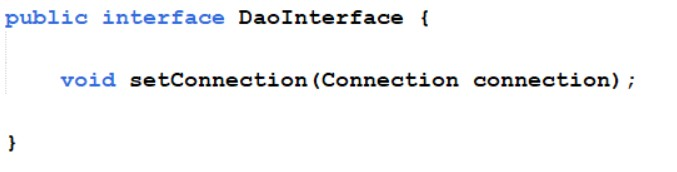 public interface DaoInterface {
void setConnection(Connection connection);
}